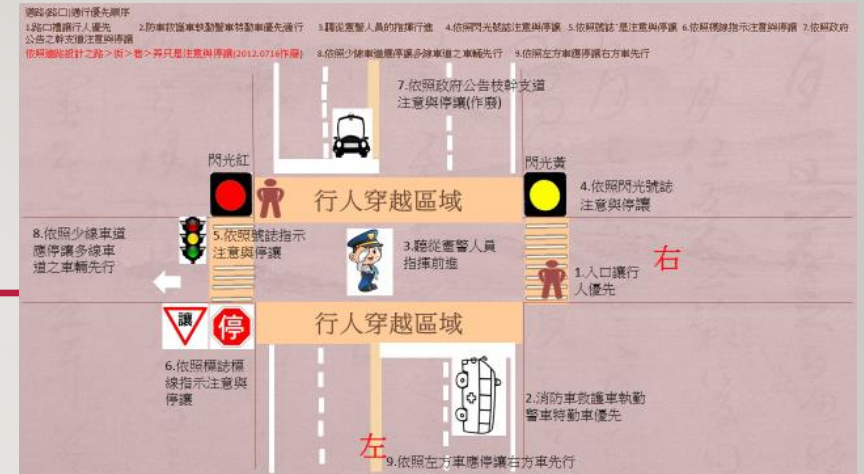 道路(路口)通行優先順序
1.路口禮讓行人優先 2.防車救護車執勤警車特勤車優先通行 3.聽從憲警人員的指揮行進 4.依照閃光號誌注意與停讓 5.依照號誌 是注意與停讓 6.依照標線指示注意與停讓 7.依照政府
公告之幹支道注意與停讓
依照道路設計之路>街>巷>弄只是注意與停讓(2012.0716作廢) 8.依照少線車道應停讓多線車道之車輛先行 9.依照左方車應停讓右方車先行
7.依照政府公告枝幹支道
注意與停讓(作廢)
閃光紅
閃光黃
行人穿越區域
4.依照閃光號誌
注意與停讓
8.依照少線車道
應停讓多線車
道之車輛先行
5.依照號誌指示
注意與停讓
3.聽從憲警人員
指揮前進
右
1.入口讓行
人優先
讓
停
行人穿越區域
6.依照標誌標
線指示注意與
停讓
2.消防車救護車執勤
警車特勤車優先
左
9.依照左方車應停讓右方車先行